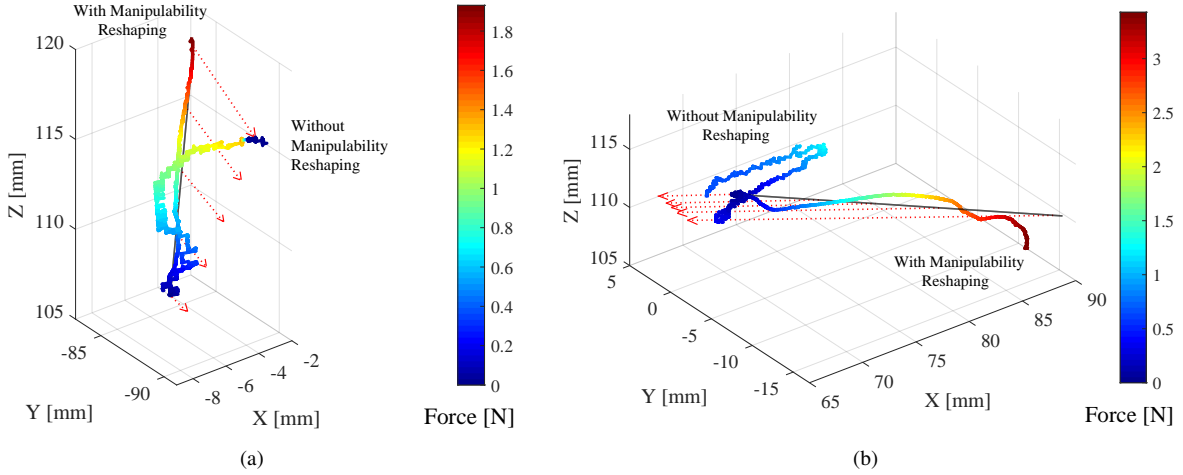 With Manipulability
Reshaping
120
115
110
105
Z [mm]
Without
Manipulability
Reshaping
-85
-90
Y [mm]
-8
-6
-4
-2
X [mm]
1.8
1.6
1.4
1.2
1
0.8
0.6
0.4
0.2
0
Force [N]
(a)
Without Manipulability
Reshaping
115
110
105
Z [mm]
With Manipulability
Reshaping
5
0
-5
-10
-15
Y [mm]
65
70
75
80
85
90
X [mm]
3
2.5
2
1.5
1
0.5
0
Force [N]
(b)